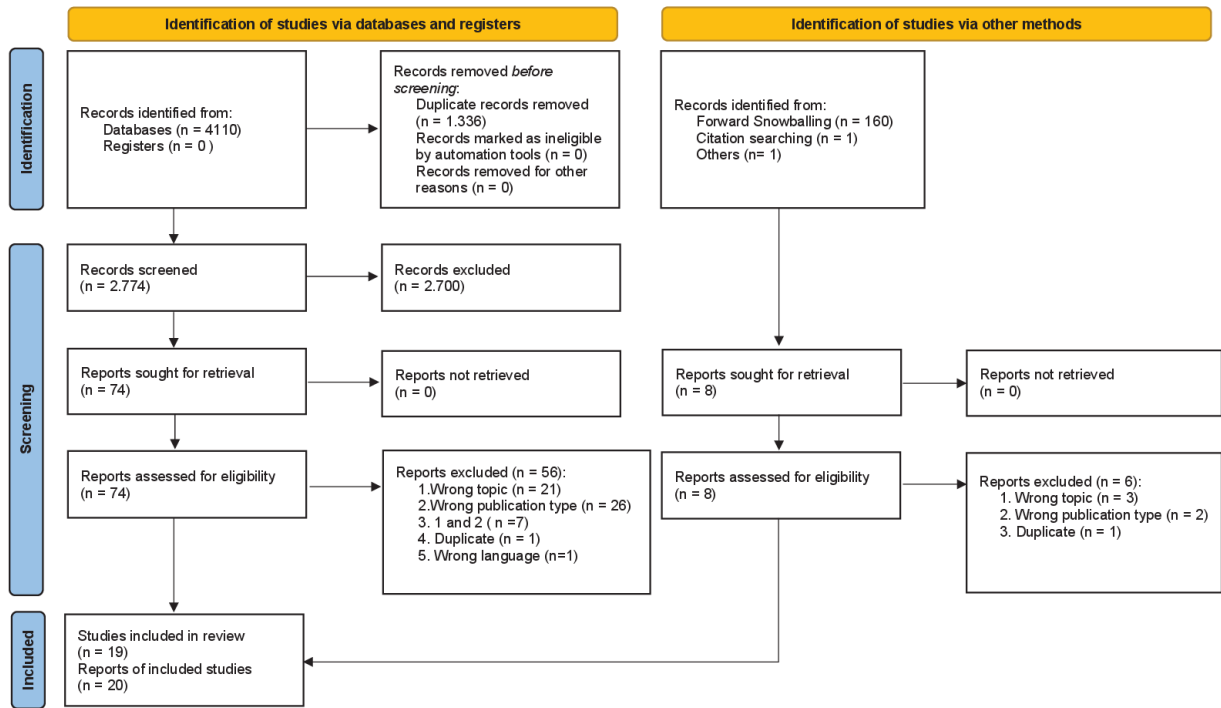 Identification of studies via databases and registers
Identification of studies via other methods
Identification
Records identified from:
Databases (n = 4110)
Registers (n = 0 )
Records removed before
screening:
Duplicate records removed
(n = 1.336)
Records marked as ineligible
by automation tools (n = 0)
Records removed for other
reasons (n = 0)
Records identified from:
Forward Snowballing (n = 160)
Citation searching (n = 1)
Others (n= 1)
Screening
Records screened
(n = 2.774)
Records excluded
(n = 2.700)
Reports sought for retrieval
(n = 74)
Reports not retrieved
(n = 0)
Reports sought for retrieval
(n = 8)
Reports not retrieved
(n = 0)
Reports assessed for eligibility
(n = 74)
Reports excluded (n = 56):
1.Wrong topic (n = 21)
2.Wrong publication type (n = 26)
3. 1 and 2 ( n =7)
4. Duplicate (n = 1)
5. Wrong language (n=1)
Reports assessed for eligibility
(n = 8)
Reports excluded (n = 6):
1. Wrong topic (n = 3)
2. Wrong publication type (n = 2)
3. Duplicate (n = 1)
Included
Studies included in review
(n = 19)
Reports of included studies
(n = 20)